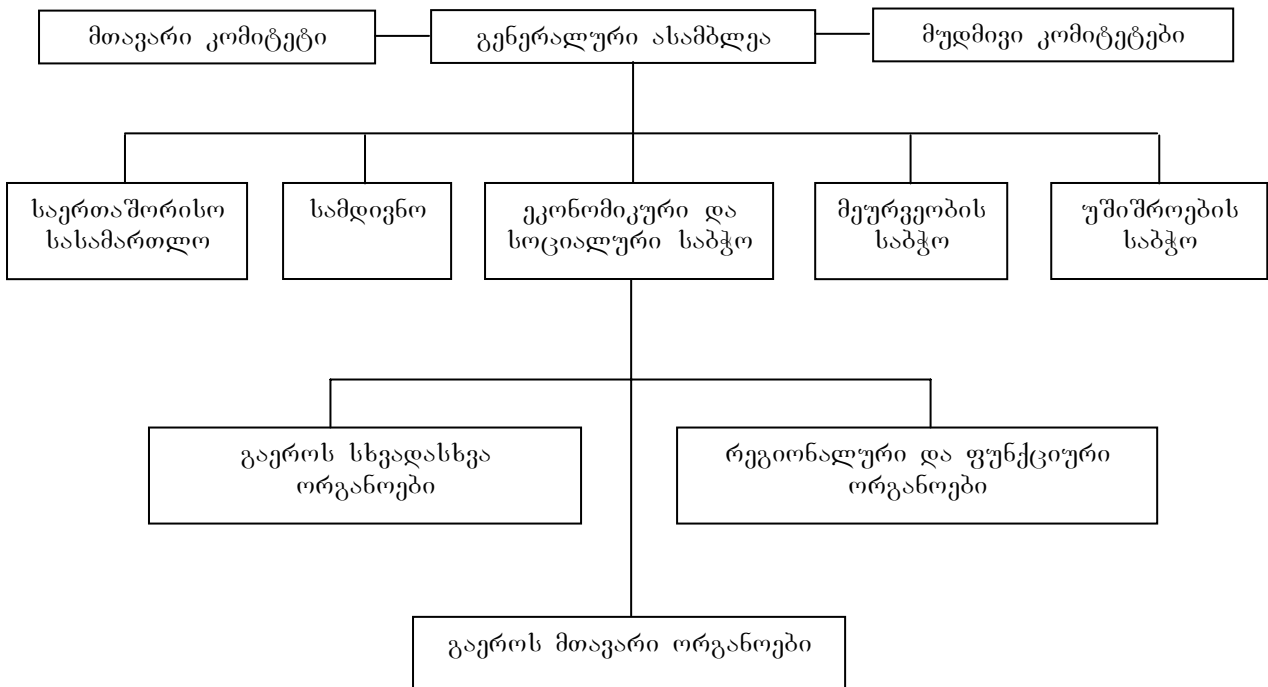 მთავარი კომიტეტი
გენერალური ასამბლეა
მუდმივი კომიტეტები
საერთაშორისო
სასამართლო
სამდივნო
ეკონომიკური და
სოციალური საბჭო
მეურვეობის
საბჭო
უშიშროების
საბჭო
გაეროს სხვადასხვა
ორგანოები
რეგიონალური და ფუნქციური
ორგანოები
გაეროს მთავარი ორგანოები